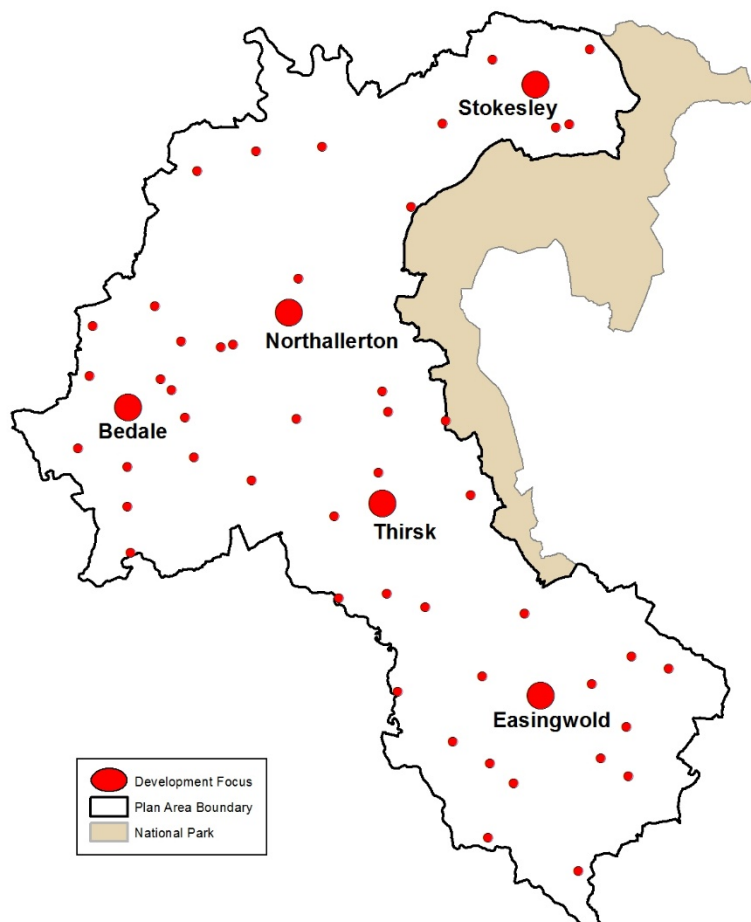 Stokesley
Northallerton
Bedale
Thirsk
Easingwold
Development Focus
Plan Area Boundary
National Park